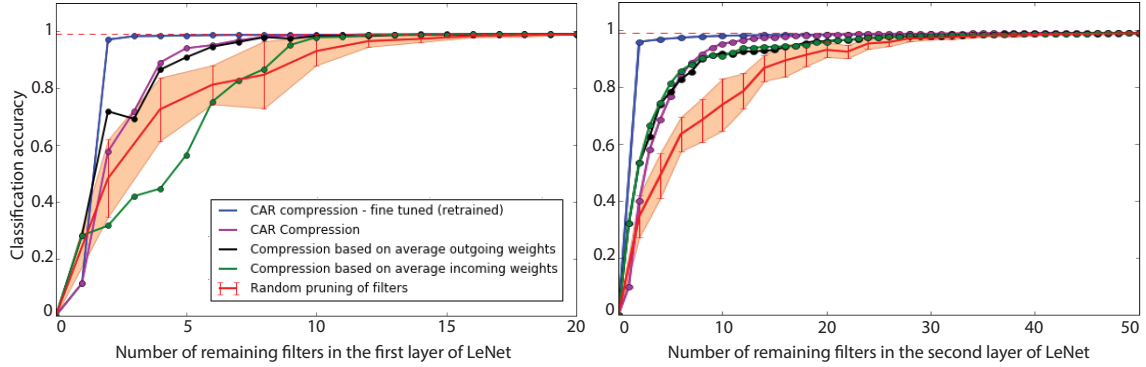 Classification accuracy
1
0.8
0.6
0.4
0.2
0
0 5 10 15 20
Number of remaining filters in the first layer of LeNet
CAR compression - fine tuned (retrained)
CAR Compression
Compression based on average outgoing weights
Compression based on average incoming weights
Random pruning of filters
1
0.8
0.6
0.4
0.2
0
0 10 20 30 40 50
Number of remaining filters in the second layer of LeNet